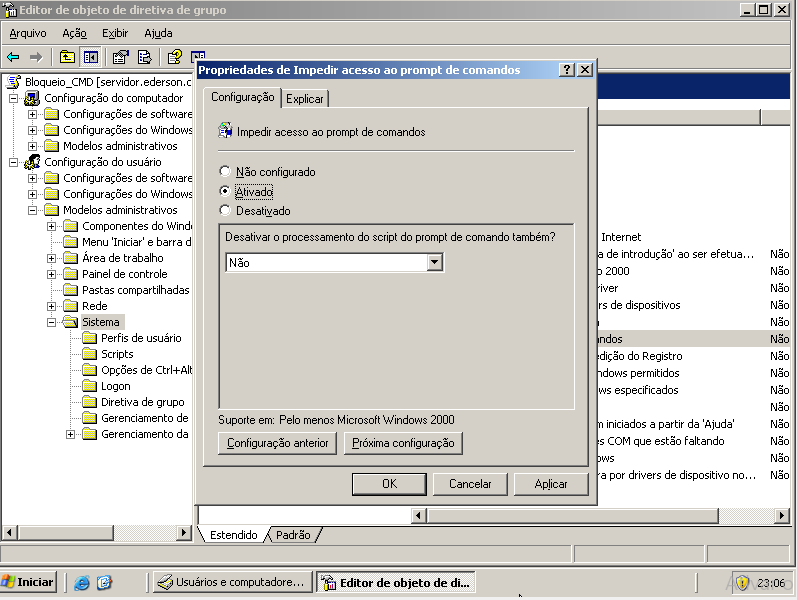 Editor de objeto de diretiva de grupo
Arquivo Ação Exibir Ajuda
Bloqueio_CMD [servidor.ederson.c
Configuração do computador
Configurações de software
Configurações do Windows
Modelos administrativos
Configuração do usuário
Configurações de software
Configurações do Windows
Modelos administrativos
Componentes do Wind
Menu 'Iniciar' e barra d
Área de trabalho
Painel de controle
Pastas compartilhadas
Rede
Sistema
Perfis de usuário
Scripts
Opções de Ctrl+Alt
Logon
Diretiva de grupo
Gerenciamento de
Gerenciamento da
Propriedades de Impedir acesso ao prompt de comandos
Configuração Explicar
Impedir acesso ao prompt de comandos
Não configurado
Ativado
Desativado
Desativar o processamento do script do prompt de comando também?
Não
Suporte em: Pelo menos Microsoft Windows 2000
Configuração anterior Próxima configuração
OK Cancelar Aplicar
Internet
a de introdução' ao ser efetua... Não
o 2000 Não
river Não
s de dispositivos Não
Não
andos Não
edição do Registro Não
ndows permitidos Não
ws especificados Não
Não
m iniciados a partir da 'Ajuda' Não
es COM que estão faltando Não
ows Não
ra por drivers de dispositivo no... Não
Estendido Padrão
Iniciar Usuários e computadore... Editor de objeto de di... 23:06